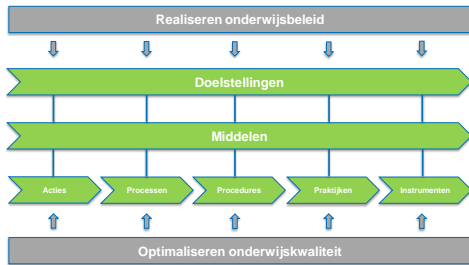 Realiseren onderwijsbeleid
Doelstellingen
Middelen
Acties
Processen
Procedures
Praktijken
Instrumenten
Optimaliseren onderwijskwaliteit